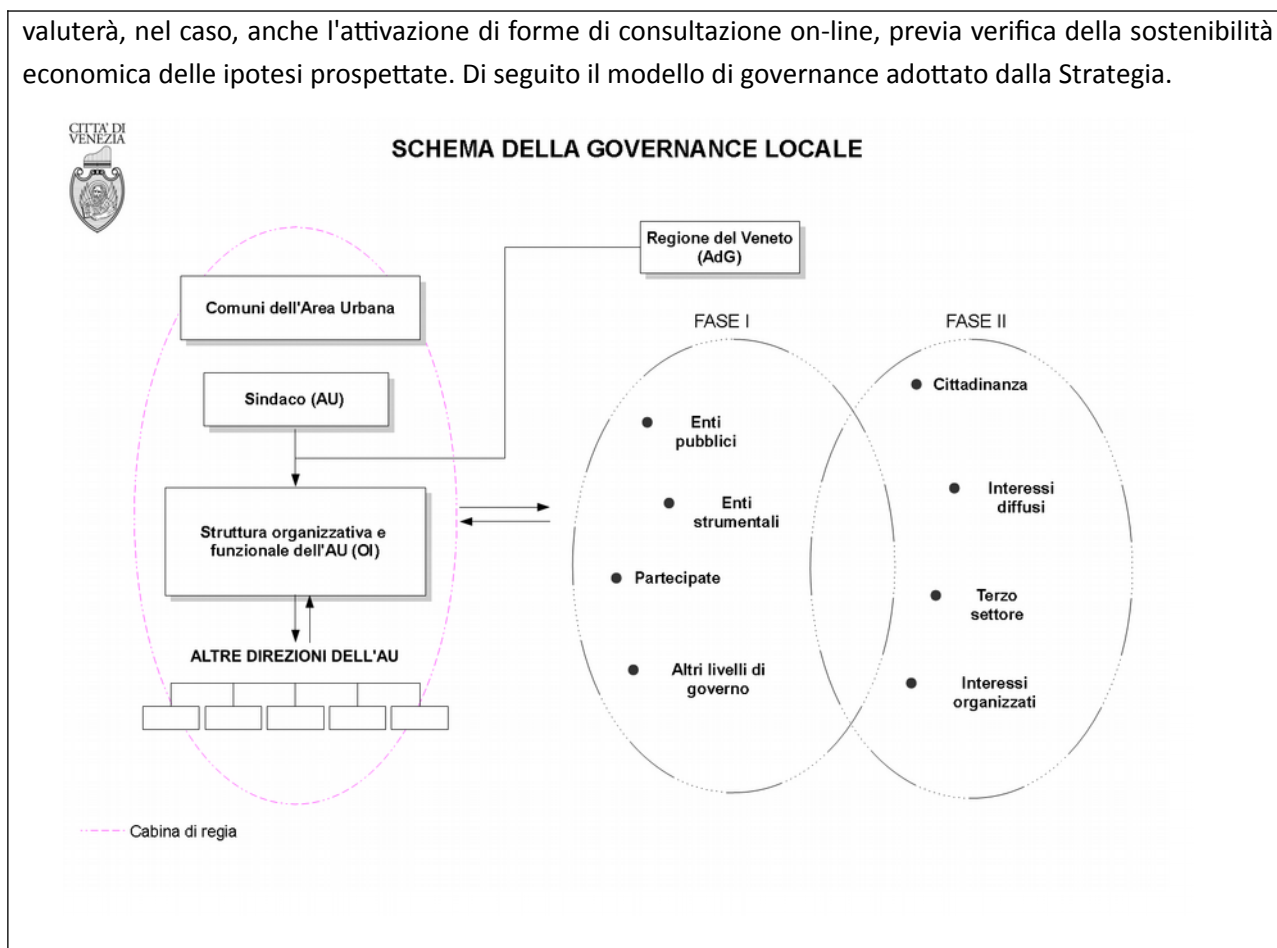 valuterà, nel caso, anche l'attivazione di forme di consultazione on-line, previa verifica della sostenibilità
economica delle ipotesi prospettate. Di seguito il modello di governance adottato dalla Strategia.
CITTA' DI
VENEZIA
SCHEMA DELLA GOVERNANCE LOCALE
Regione del Veneto
(AdG)
Comuni dell'Area Urbana
Sindaco (AU)
Struttura organizzativa e
funzionale dell'AU (OI)
ALTRE DIREZIONI DELL'AU
FASE I
Enti
pubblici
Enti
strumentali
Partecipate
Altri livelli di
governo
FASE II
Cittadinanza
Interessi
diffusi
Terzo
settore
Interessi
organizzati
Cabina di regia